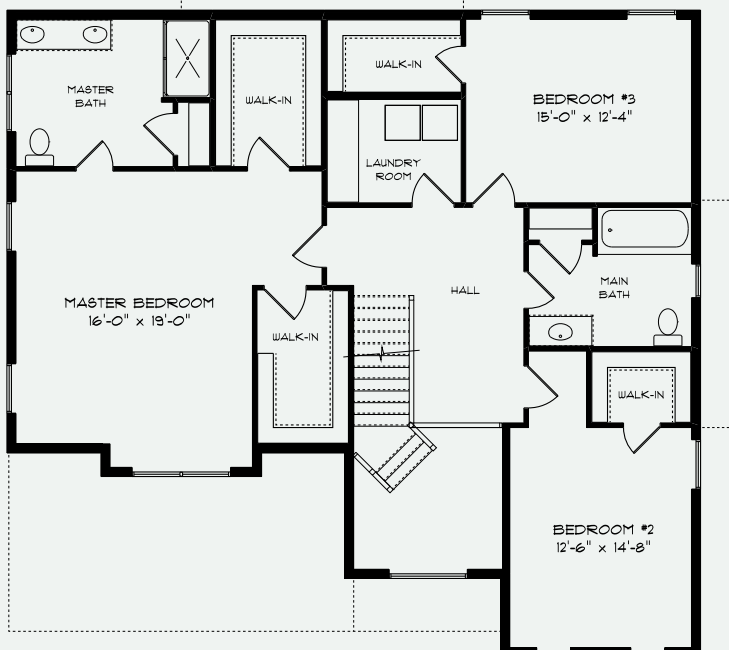 MASTER
BATH
WALK-IN
WALK-IN
BEDROOM #3
15'-0" x 12'-4"
LAUNDRY
ROOM
MASTER BEDROOM
16'-0" x 19'-0"
HALL
MAIN
BATH
WALK-IN
WALK-IN
BEDROOM #2
12'-6" x 14'-8"